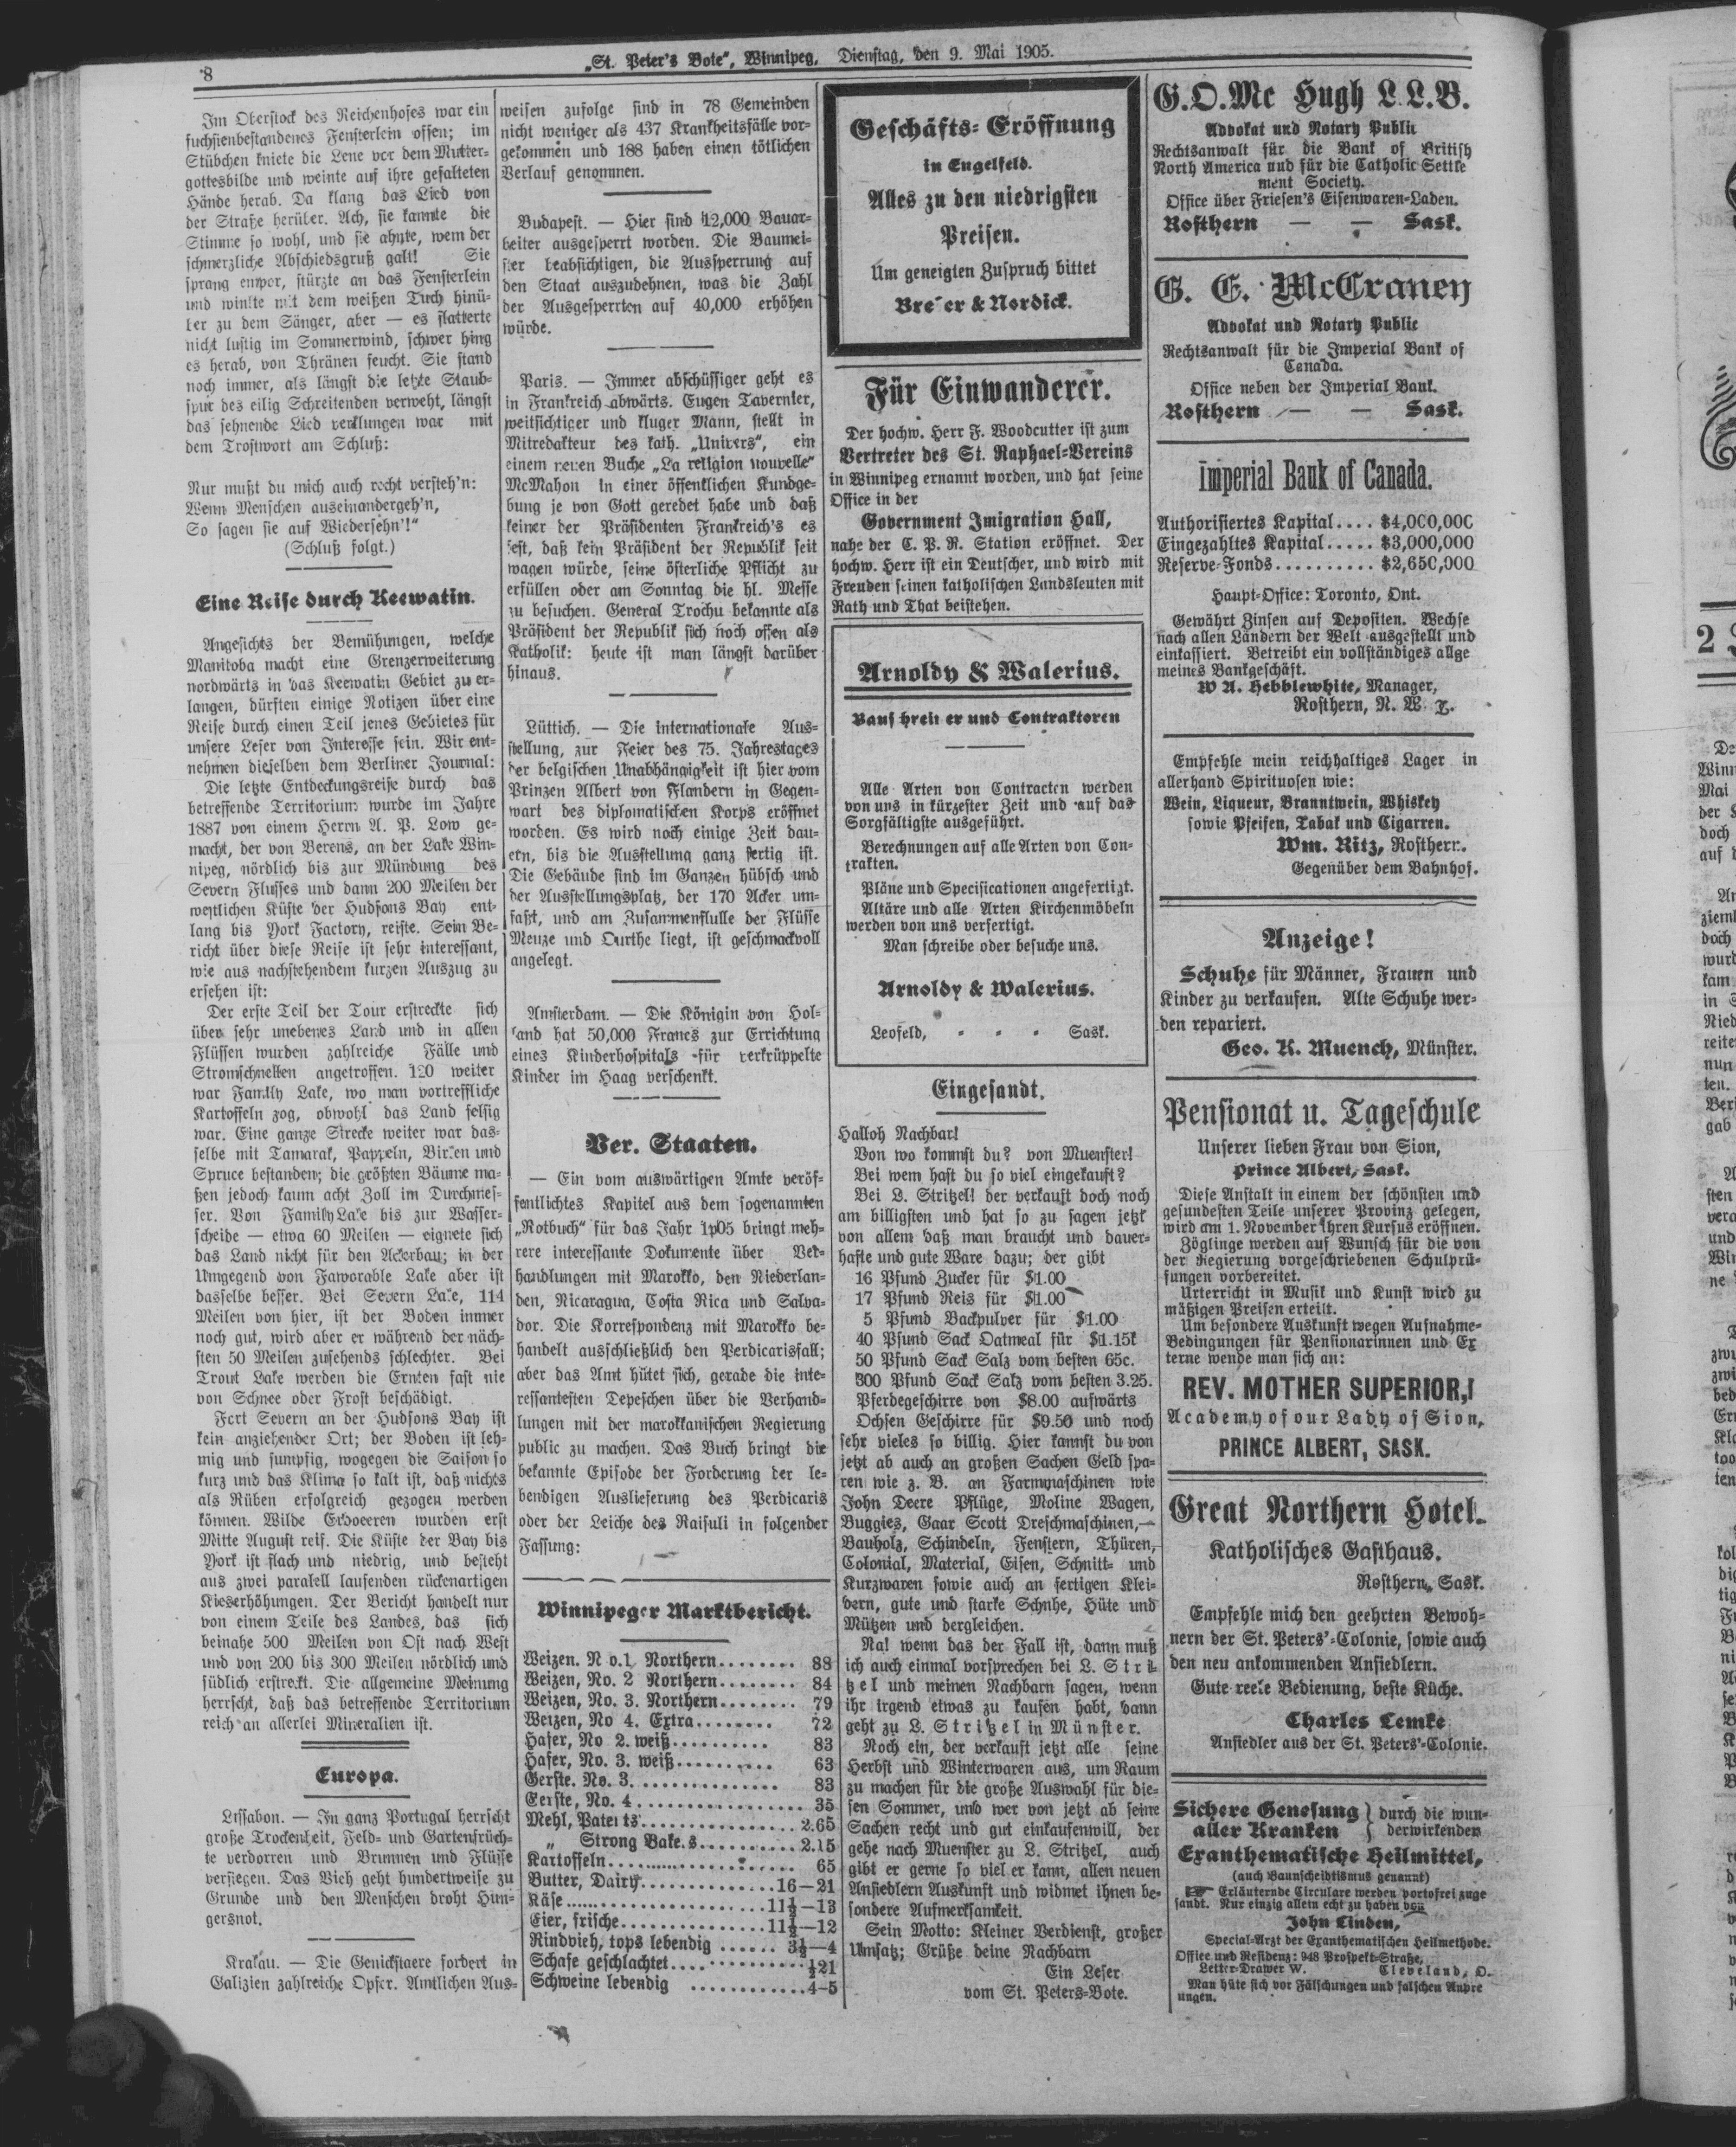 8
„St. Peter's Bote", Winnipeg, Dienstag, den 9. Mai 1905.
Im Oberstock des Reichenhofes war ein
fuchsienbestandenes Fensterlein offen; im
Stübchen kniete die Lene vor dem Mutter-
gottesbilde und weinte auf ihre gefalteten
Hände herab. Da klang das Lied von
der Straße herüber. Ach, sie kannte die
Stimme so wohl, und sie ahnte, wem der
schmerzliche Abschiedsgruß galt! Sie
sprang empor, stürzte an das Fensterlein
und winkte mit dem weißen Tuch hinü-
ber zu dem Sänger, aber — es flatterte
nicht lustig im Sommerwind, schwer hing
es herab, von Thränen feucht. Sie stand
noch immer, als längst die letzte Staub-
spur des eilig Schreitenden verweht, längst
das sehnende Lied verklungen war mit
dem Trostwort am Schluß:
Nur mußt du mich auch recht versteh'n:
Wenn Menschen auseinandergeh'n,
So sagen sie auf Wiedersehn'!"
(Schluß folgt.)
Eine Reise durch Keewatin.
Angesichts der Bemühungen, welche
Manitoba macht eine Grenzerweiterung
nordwärts in das Keewatin Gebiet zu er-
langen, dürften einige Notizen über eine
Reise durch einen Teil jenes Gebietes für
unsere Leser von Interesse sein. Wir ent-
nehmen dieselben dem Berliner Journal:
Die letzte Entdeckungsreise durch das
betreffende Territorium wurde im Jahre
1887 von einem Herrn A. P. Low ge-
macht, der von Berens, an der Lake Win-
nipeg, nördlich bis zur Mündung des
Severn Flusses und dann 200 Meilen der
westlichen Küste der Hudsons Bay ent-
lang bis York Factory, reiste. Sein Be-
richt über diese Reise ist sehr interessant,
wie aus nachstehendem kurzen Auszug zu
ersehen ist:
Der erste Teil der Tour erstreckte sich
über sehr unebenes Land und in allen
Flüssen wurden zahlreiche Fälle und
Stromschnellen angetroffen. 120 weiter
war Family Lake, wo man vortreffliche
Kartoffeln zog, obwohl das Land felsig
war. Eine ganze Strecke weiter war das-
selbe mit Tamarak, Pappeln, Birken und
Spruce bestanden; die größten Bäume ma-
ßen jedoch kaum acht Zoll im Durchmes-
ser. Von Family Lake bis zur Wasser-
scheide — etwa 60 Meilen — eignete sich
das Land nicht für den Ackerbau; in der
Umgegend von Faworable Lake aber ist
dasselbe besser. Bei Severn Lake, 114
Meilen von hier, ist der Boden immer
noch gut, wird aber er während der näch-
sten 50 Meilen zusehends schlechter. Bei
Trout Lake werden die Ernten fast nie
von Schnee oder Frost beschädigt.
Fort Severn an der Hudsons Bay ist
kein anziehender Ort; der Boden ist leh-
mig und sumpfig, wogegen die Saison so
kurz und das Klima so kalt ist, daß nichts
als Rüben erfolgreich gezogen werden
können. Wilde Erdbeeren wurden erst
Mitte August reif. Die Küste der Bay bis
York ist flach und niedrig, und besteht
aus zwei paralell laufenden rückenartigen
Kieserhöhungen. Der Bericht handelt nur
von einem Teile des Landes, das sich
beinahe 500 Meilen von Ost nach West
und von 200 bis 300 Meilen nördlich und
südlich erstreckt. Die allgemeine Meinung
herrscht, daß das betreffende Territorium
reich an allerlei Mineralien ist.
Europa.
Lissabon. — In ganz Portugal herrscht
große Trockenheit, Feld- und Gartenfrüch-
te verdorren und Brunnen und Flüsse
versiegen. Das Vieh geht hundertweise zu
Grunde und den Menschen droht Hun-
gersnot.
Krakau. — Die Genickstarre fordert in
Galizien zahlreiche Opfer. Amtlichen Aus-
weisen zufolge sind in 78 Gemeinden
nicht weniger als 437 Krankheitsfälle vor-
gekommen und 188 haben einen tötlichen
Verlauf genommen.
Budapest. — Hier sind 12,000 Bauar-
beiter ausgesperrt worden. Die Baumei-
ster beabsichtigen, die Aussperrung auf
den Staat auszudehnen, was die Zahl
der Ausgesperrten auf 40,000 erhöhen
würde.
Paris. — Immer abschüssiger geht es
in Frankreich abwärts. Eugen Tavernier,
weitsichtiger und kluger Mann, stellt in
Mitredakteur des kath. „Univers", ein
einem neuen Buche „La religion nouvelle"
McMahon in einer öffentlichen Kundge-
bung je von Gott geredet habe und daß
keiner der Präsidenten Frankreich's es
fest, daß kein Präsident der Republik seit
wagen würde, seine österliche Pflicht zu
erfüllen oder am Sonntag die hl. Messe
zu besuchen. General Trochu bekannte als
Präsident der Republik sich noch offen als
Katholik: heute ist man längst darüber
hinaus.
Lüttich. — Die internationale Aus-
stellung, zur Feier des 75. Jahrestages
der belgischen Unabhängigkeit ist hier vom
Prinzen Albert von Flandern in Gegen-
wart des diplomatischen Korps eröffnet
worden. Es wird noch einige Zeit dau-
ern, bis die Ausstellung ganz fertig ist.
Die Gebäude sind im Ganzen hübsch und
der Ausstellungsplatz, der 170 Acker um-
faßt, und am Zusammenflulle der Flüsse
Meuze und Ourthe liegt, ist geschmackvoll
angelegt.
Amsterdam. — Die Königin von Hol-
land hat 50,000 Francs zur Errichtung
eines Kinderhospitals für verkrüppelte
Kinder im Haag verschenkt.
Ver. Staaten.
— Ein vom auswärtigen Amte veröf-
fentlichtes Kapitel aus dem sogenannten
„Rotbuch" für das Jahr 1p05 bringt meh-
rere interessante Dokumente über Ver-
handlungen mit Marokko, den Niederlan-
den, Nicaragua, Costa Rica und Salva-
dor. Die Korrespondenz mit Marokko be-
handelt ausschließlich den Perdicarisfall;
aber das Amt hütet sich, gerade die inte-
ressantesten Depeschen über die Verhand-
lungen mit der marokkanischen Regierung
public zu machen. Das Buch bringt die
bekannte Episode der Forderung der le-
bendigen Auslieferung des Perdicaris
oder der Leiche des Raisuli in folgender
Fassung:
Winnipeger Marktbericht.
Weizen. N o.1 Northern........ 88
Weizen, No. 2 Northern........ 84
Weizen, No. 3. Northern........ 79
Weizen, No 4. Extra........ 72
Hafer, No 2. weiß.......... 83
Hafer, No. 3. weiß.......... 63
Gerste. No. 3............... 83
Gerste, No. 4................. 35
Mehl, Patents................ 2.65
„ Strong Bakers.......... 2.15
Kartoffeln................... 65
Butter, Dairy..............16—21
Käse....................11½—13
Eier, frische...............11½—12
Rindvieh, tops lebendig ...... 3½—4
Schafe geschlachtet..............½21
Schweine lebendig ............4-5
Geschäfts-Eröffnung
in Engelfeld.
Alles zu den niedrigsten
Preisen.
Um geneigten Zuspruch bittet
Bre er & Nordick.
Für Einwanderer.
Der hochw. Herr F. Woodcutter ist zum
Vertreter des St. Raphael-Vereins
in Winnipeg ernannt worden, und hat seine
Office in der
Government Imigration Hall,
nahe der C. P. R. Station eröffnet. Der
hochw. Herr ist ein Deutscher, und wird mit
Freuden seinen katholischen Landsleuten mit
Rath und That beistehen.
Arnoldy & Walerius.
Bauschreiner und Contraktoren
Alle Arten von Contracten werden
von uns in kürzester Zeit und auf das
Sorgfältigste ausgeführt.
Berechnungen auf alle Arten von Con-
trakten.
Pläne und Specificationen angefertigt.
Altäre und alle Arten Kirchenmöbeln
werden von uns verfertigt.
Man schreibe oder besuche uns.
Arnoldy & Walerius.
Leofeld, - - - Sask.
Eingesandt.
Halloh Nachbar!
Von wo kommst du? von Muenster!
Bei wem hast du so viel eingekauft?
Bei L. Stritzel! der verkauft doch noch
am billigsten und hat so zu sagen jetzt
von allem daß man braucht und dauer-
hafte und gute Ware dazu; der gibt
16 Pfund Zucker für $1.00
17 Pfund Reis für $1.00
5 Pfund Backpulver für $1.00
40 Pfund Sack Oatmeal für $1.15k
50 Pfund Sack Salz vom besten 65c.
300 Pfund Sack Salz vom besten 3.25.
Pferdegeschirre von $8.00 aufwärts
Ochsen Geschirre für $9.50 und noch
sehr vieles so billig. Hier kannst du von
jetzt ab auch an großen Sachen Geld spa-
ren wie z. B. an Farmmaschinen wie
John Deere Pflüge, Moline Wagen,
Buggies, Gaar Scott Dreschmaschinen,—
Bauholz, Schindeln, Fenstern, Thüren,
Colonial, Material, Eisen, Schnitt- und
Kurzwaren sowie auch an fertigen Klei-
dern, gute und starke Schuhe, Hüte und
Mützen und dergleichen.
Na! wenn das der Fall ist, dann muß
ich auch einmal vorsprechen bei L. Strit-
zel und meinen Nachbarn sagen, wenn
ihr irgend etwas zu kaufen habt, dann
geht zu L. Stritzel in Münster.
Noch ein, der verkauft jetzt alle seine
Herbst und Winterwaren aus, um Raum
zu machen für die große Auswahl für die-
sen Sommer, und wer von jetzt ab seine
Sachen recht und gut einkaufenwill, der
gehe nach Muenster zu L. Stritzel, auch
gibt er gerne so viel er kann, allen neuen
Ansiedlern Auskunft und widmet ihnen be-
sondere Aufmerksamkeit.
Sein Motto: Kleiner Verdienst, großer
Umsatz; Grüße deine Nachbarn
Ein Leser
vom St. Peters-Bote.
G.O.Mc Hugh L.L.B.
Advokat und Notary Public
Rechtsanwalt für die Bank of British
North America und für die Catholic Settle
ment Society.
Office über Friesen's Eisenwaren-Laden.
Rosthern — — Sask.
G. E. McCraney
Advokat und Notary Public
Rechtsanwalt für die Imperial Bank of
Canada.
Office neben der Imperial Bank.
Rosthern — — Sask.
Imperial Bank of Canada.
Authorisiertes Kapital.... $4,000,000
Eingezahltes Kapital..... $3,000,000
Reserve-Fonds.......... $2,650,000
Haupt-Office: Toronto, Ont.
Gewährt Zinsen auf Depositen. Wechse
nach allen Ländern der Welt ausgestellt und
einkassiert. Betreibt ein vollständiges allge
meines Bankgeschäft.
W A. Hebblewhite, Manager,
Rosthern, N. W. T.
Empfehle mein reichhaltiges Lager in
allerhand Spirituosen wie:
Wein, Liqueur, Branntwein, Whiskey
sowie Pfeifen, Tabak und Cigarren.
Wm. Ritz, Rosthern.
Gegenüber dem Bahnhof.
Anzeige!
Schuhe für Männer, Frauen und
Kinder zu verkaufen. Alte Schuhe wer-
den repariert.
Geo. K. Muench, Münster.
Pensionat u. Tageschule
Unserer lieben Frau von Sion,
Prince Albert, Sask.
Diese Anstalt in einem der schönsten und
gesundesten Teile unserer Provinz gelegen,
wird am 1. November ihren Kursus eröffnen.
Zöglinge werden auf Wunsch für die von
der Regierung vorgeschriebenen Schulprü-
fungen vorbereitet.
Unterricht in Musik und Kunst wird zu
mäßigen Preisen erteilt.
Um besondere Auskunft wegen Aufnahme-
Bedingungen für Pensionarinnen und Ex
terne wende man sich an:
REV. MOTHER SUPERIOR,
Academy of our Lady of Sion,
PRINCE ALBERT, SASK.
Great Northern Hotel.
Katholisches Gasthaus.
Rosthern, Sask.
Empfehle mich den geehrten Bewoh-
nern der St. Peters'-Colonie, sowie auch
den neu ankommenden Ansiedlern.
Gute reele Bedienung, beste Küche.
Charles Lemke
Ansiedler aus der St. Peters'-Colonie.
Sichere Genesung } durch die wun-
aller Kranken } derwirkenden
Exanthematische Heilmittel,
(auch Baunscheidtismus genannt)
☞ Erläuternde Circulare werden portofrei zuge
sandt. Nur einzig allein echt zu haben von
John Linden,
Special-Arzt der Exanthematischen Heilmethode.
Office und Residenz: 948 Prospekt-Straße,
Letter-Drawer W. Cleveland, O.
Man hüte sich vor Fälschungen und falschen Anpre
ungen.